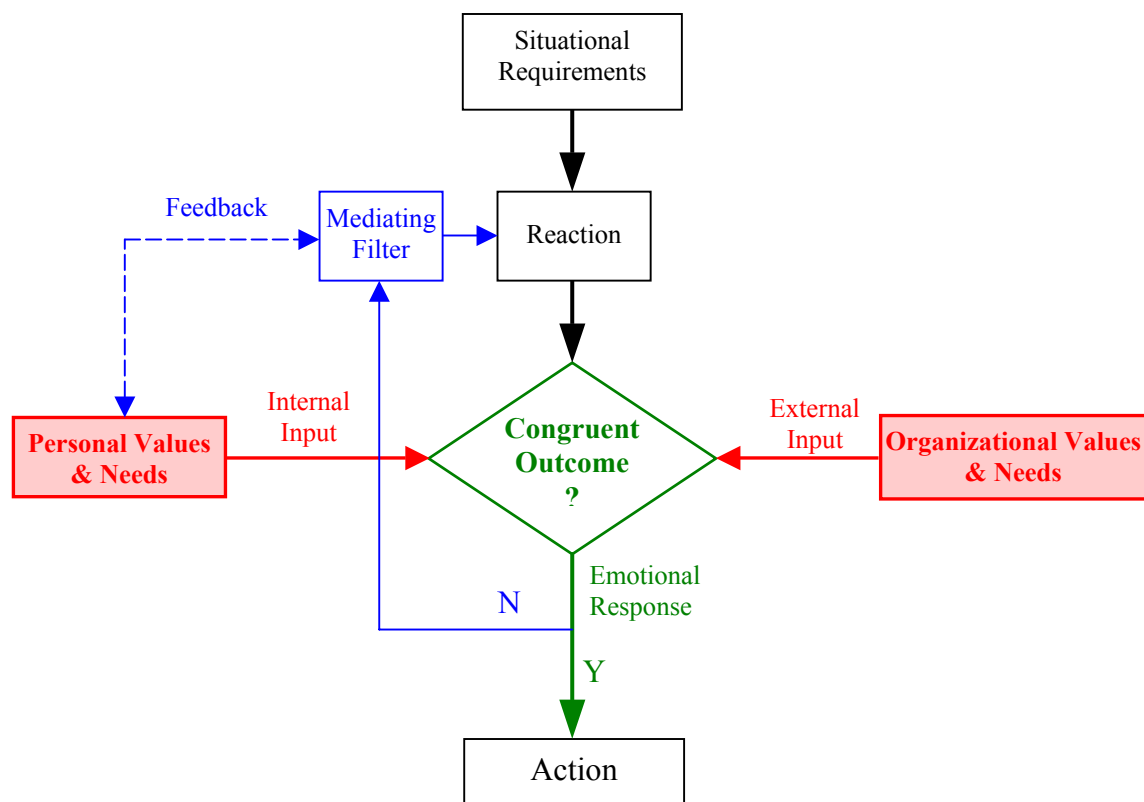 Situational
Requirements
Feedback
Mediating
Filter
Reaction
Internal
Input
External
Input
Personal Values
& Needs
Congruent
Outcome
?
Organizational Values
& Needs
Emotional
Response
N
Y
Action